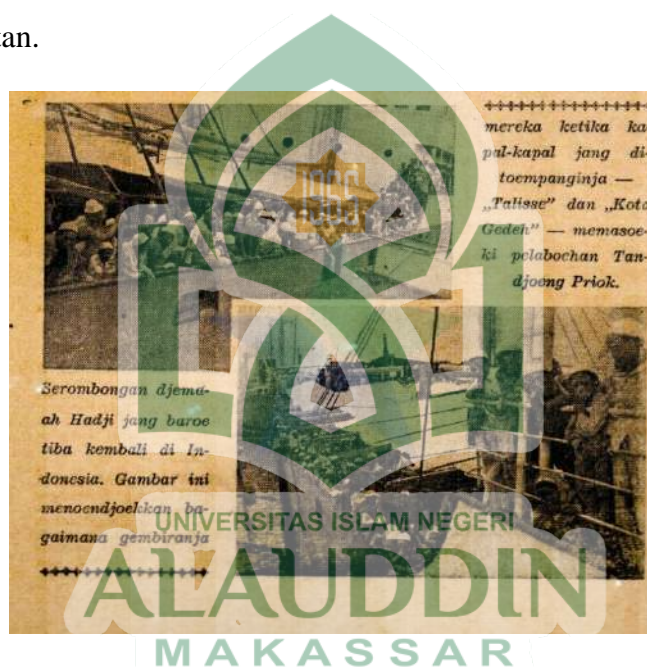 tan.
Serombongan djema-
ah Hadji jang baroe
tiba kembali di In-
donesia. Gambar ini
menoendjoekkan ba-
gaimana gembiranja
mereka ketika ka-
pal-kapal jang di-
toempanginja —
„Talisse” dan „Kota
Gedeh” — memasoe-
ki pelabochan Tan-
djoeng Priok.
1965
UNIVERSITAS ISLAM NEGERI
ALAUDDIN
MAKASSAR